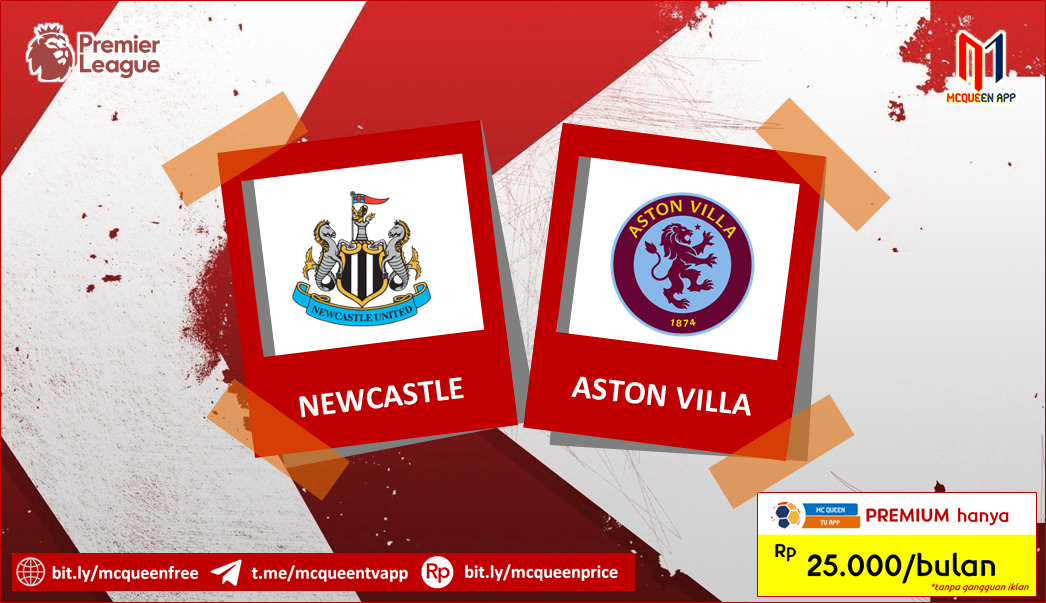 Premier
League
MCQUEEN APP
NEWCASTLE UNITED
ASTON VILLA
1874
NEWCASTLE
ASTON VILLA
MC QUEEN
TV APP
PREMIUM hanya
Rp 25.000/bulan
*tanpa gangguan iklan
bit.ly/mcqueenfree
t.me/mcqueentvapp
Rp
bit.ly/mcqueenprice